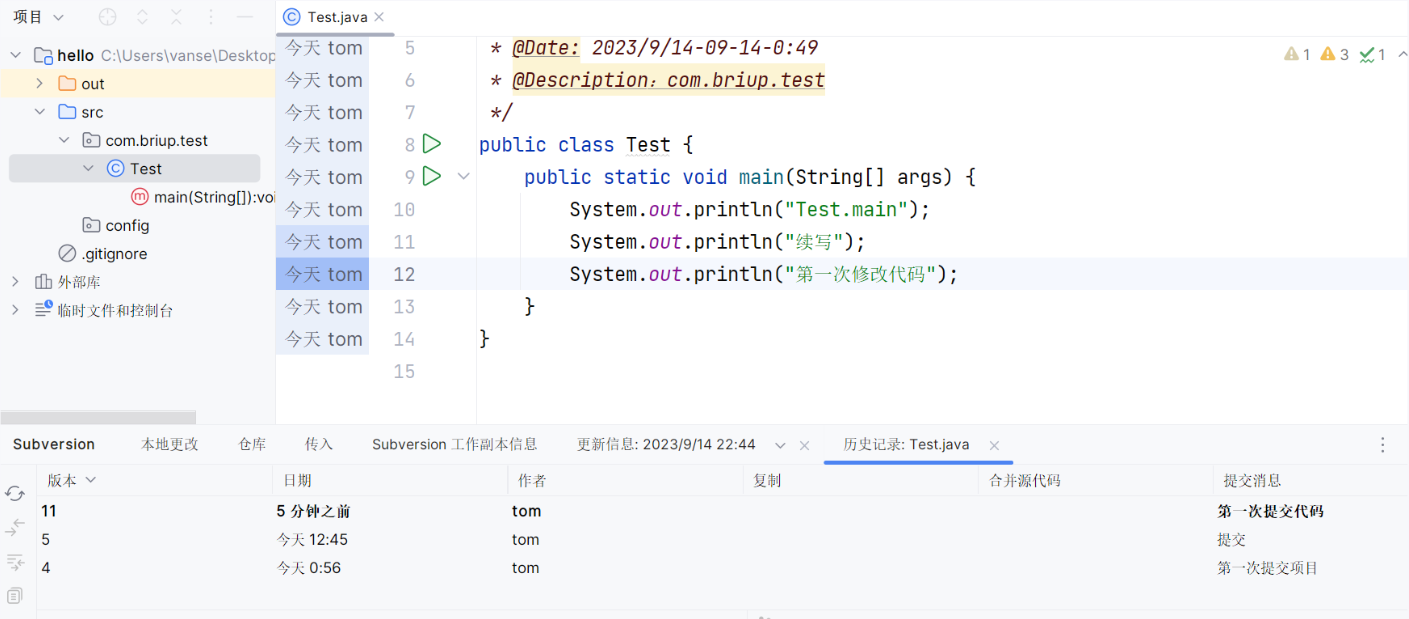 项目
Test.java
hello C:\Users\vanse\Desktop
out
src
com.briup.test
Test
main(String[]):voi
config
.gitignore
外部库
临时文件和控制台
今天 tom 5 * @Date: 2023/9/14-09-14-0:49
1 3 1
今天 tom 6 * @Description：com.briup.test
今天 tom 7 */
今天 tom 8 public class Test {
今天 tom 9 public static void main(String[] args) {
今天 tom 10 System.out.println("Test.main");
今天 tom 11 System.out.println("续写");
今天 tom 12 System.out.println("第一次修改代码");
今天 tom 13 }
今天 tom 14 }
15
Subversion 本地更改 仓库 传入 Subversion 工作副本信息 更新信息: 2023/9/14 22:44 历史记录: Test.java
版本 日期 作者 复制 合并源代码 提交消息
11 5 分钟之前 tom 第一次提交代码
5 今天 12:45 tom 提交
4 今天 0:56 tom 第一次提交项目